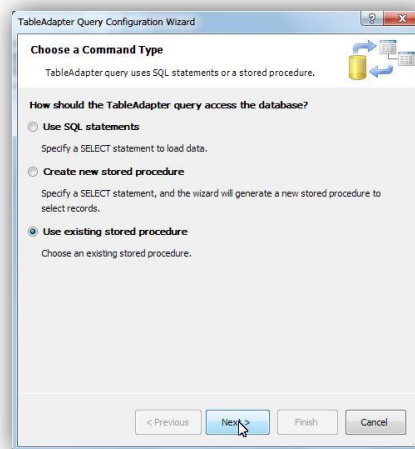 TableAdapter Query Configuration Wizard
Choose a Command Type
TableAdapter query uses SQL statements or a stored procedure.
How should the TableAdapter query access the database?
Use SQL statements
Specify a SELECT statement to load data.
Create new stored procedure
Specify a SELECT statement, and the wizard will generate a new stored procedure to
select records.
Use existing stored procedure
Choose an existing stored procedure.
< Previous
Next >
Finish
Cancel